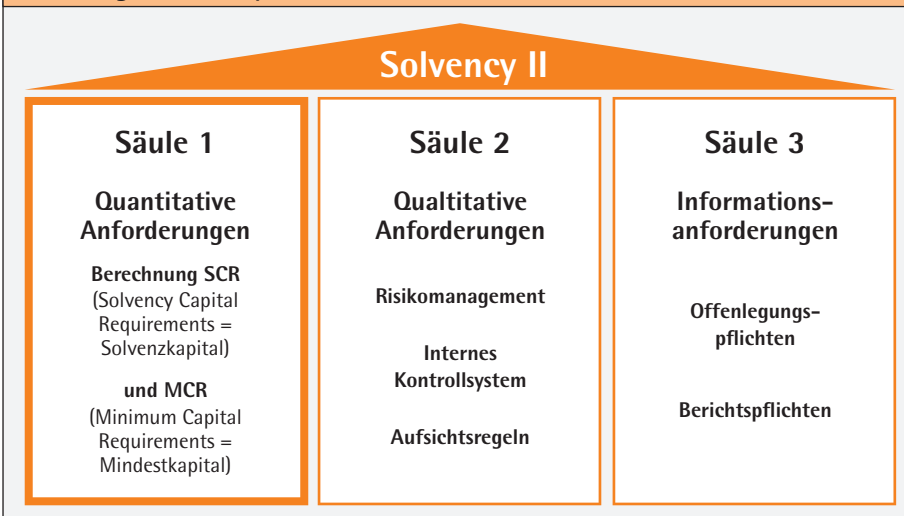 Solvency II
Säule 1
Quantitative
Anforderungen
Berechnung SCR
(Solvency Capital
Requirements =
Solvenzkapital)
und MCR
(Minimum Capital
Requirements =
Mindestkapital)
Säule 2
Qualtitative
Anforderungen
Risikomanagement
Internes
Kontrollsystem
Aufsichtsregeln
Säule 3
Informations-
anforderungen
Offenlegungs-
pflichten
Berichtspflichten